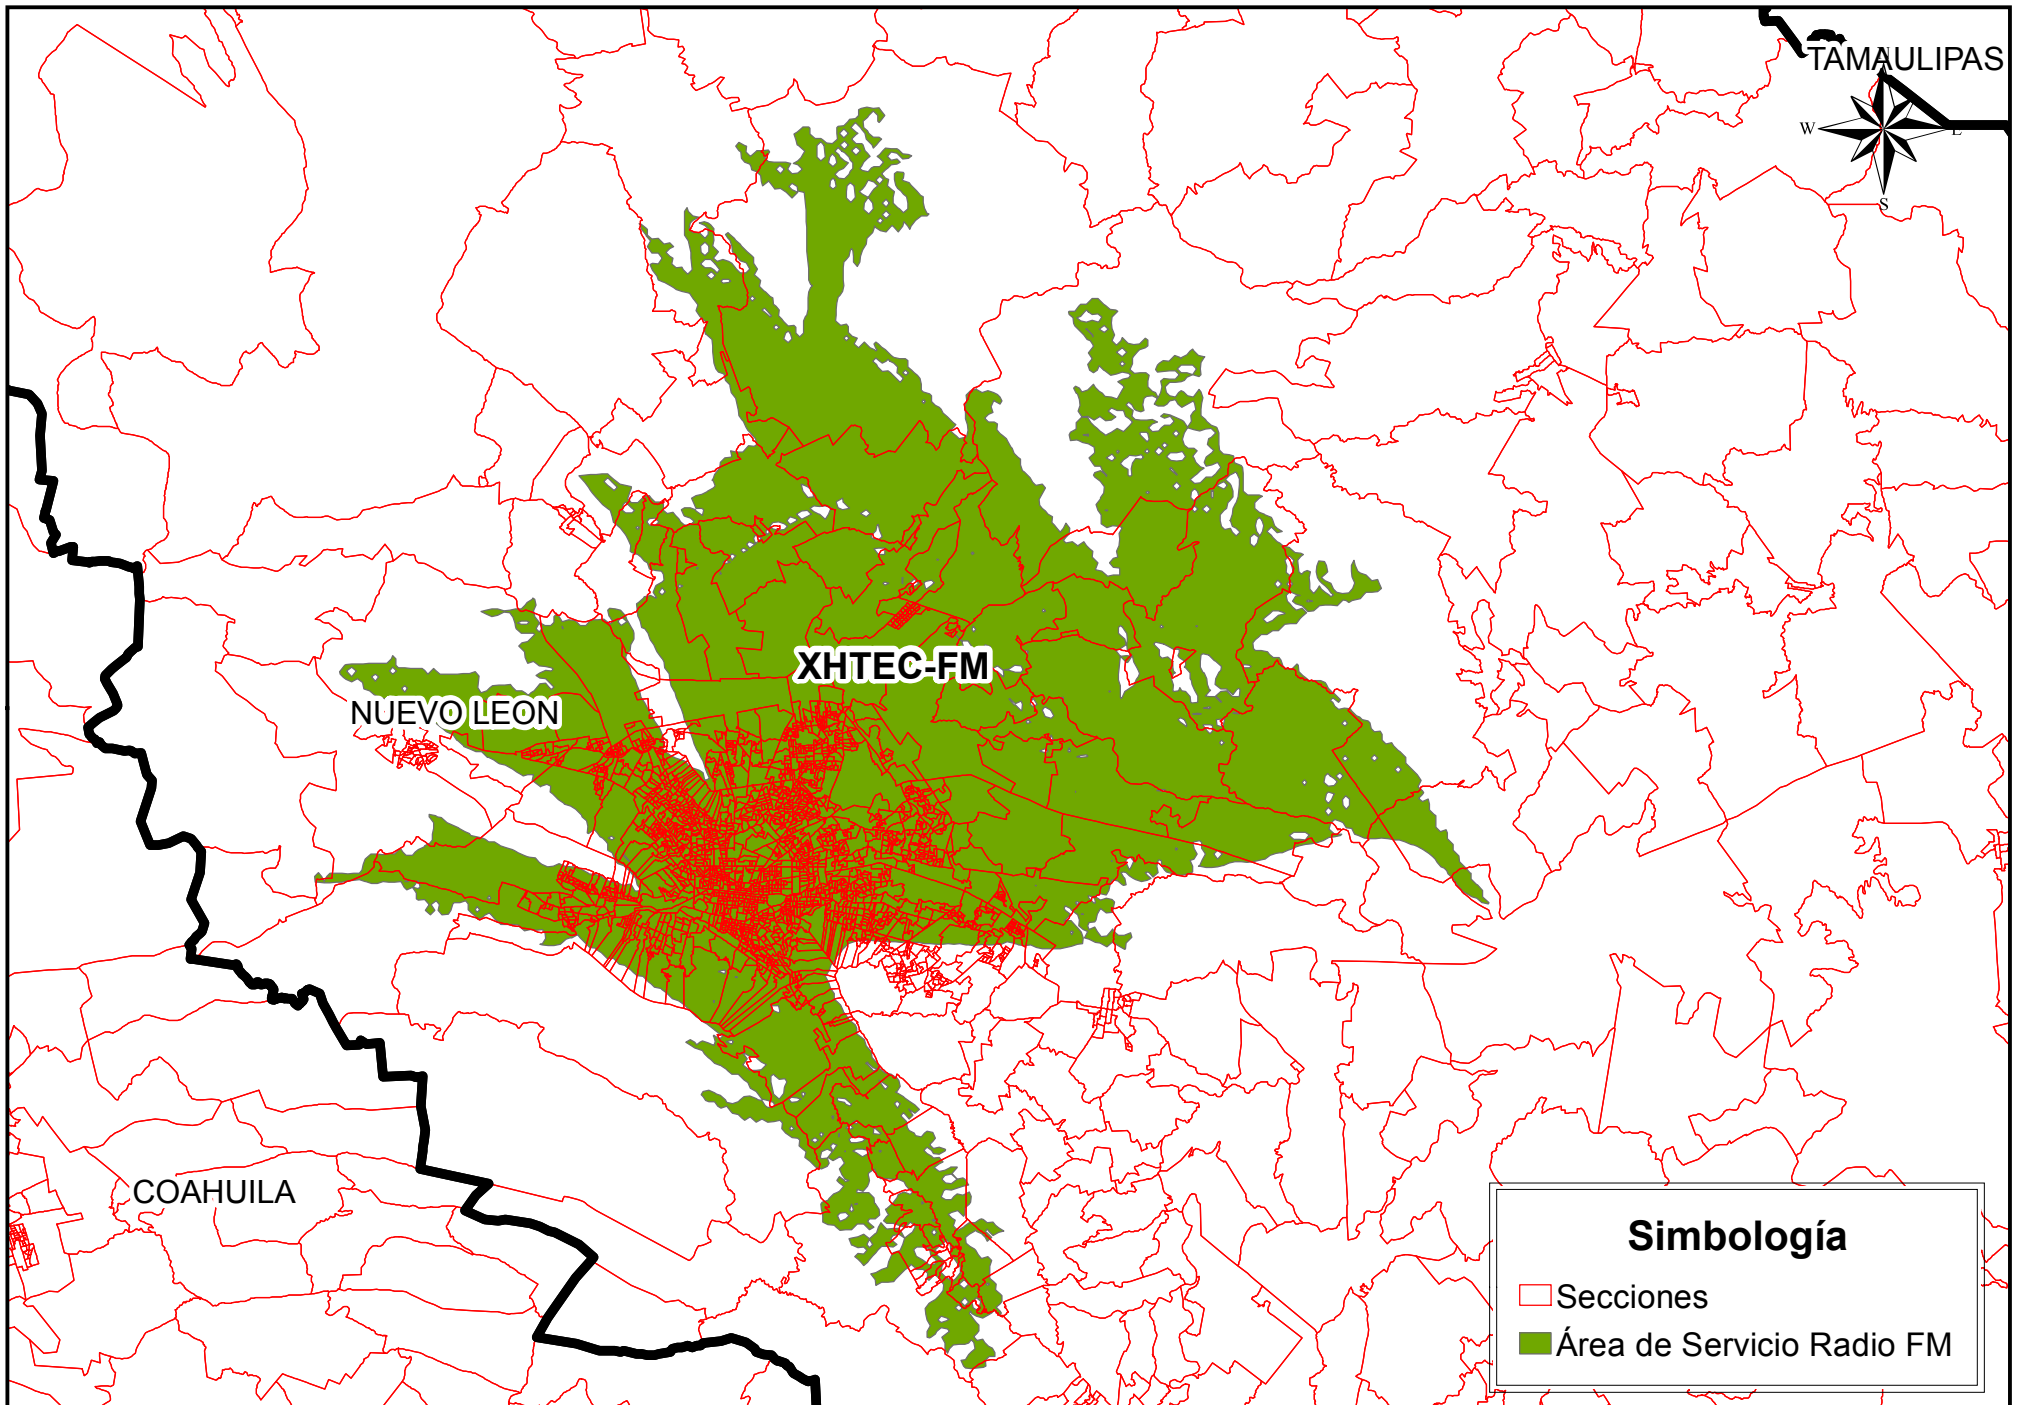 TAMAULIPAS
N
W
E
S
XHTEC-FM
NUEVO LEON
COAHUILA
Simbología
Secciones
Área de Servicio Radio FM